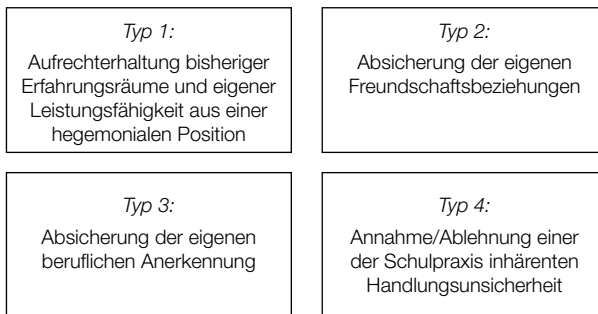 Typ 1:
Aufrechterhaltung bisheriger
Erfahrungsräume und eigener
Leistungsfähigkeit aus einer
hegemonialen Position
Typ 2:
Absicherung der eigenen
Freundschaftsbeziehungen
Typ 3:
Absicherung der eigenen
beruflichen Anerkennung
Typ 4:
Annahme/Ablehnung einer
der Schulpraxis inhärenten
Handlungsunsicherheit